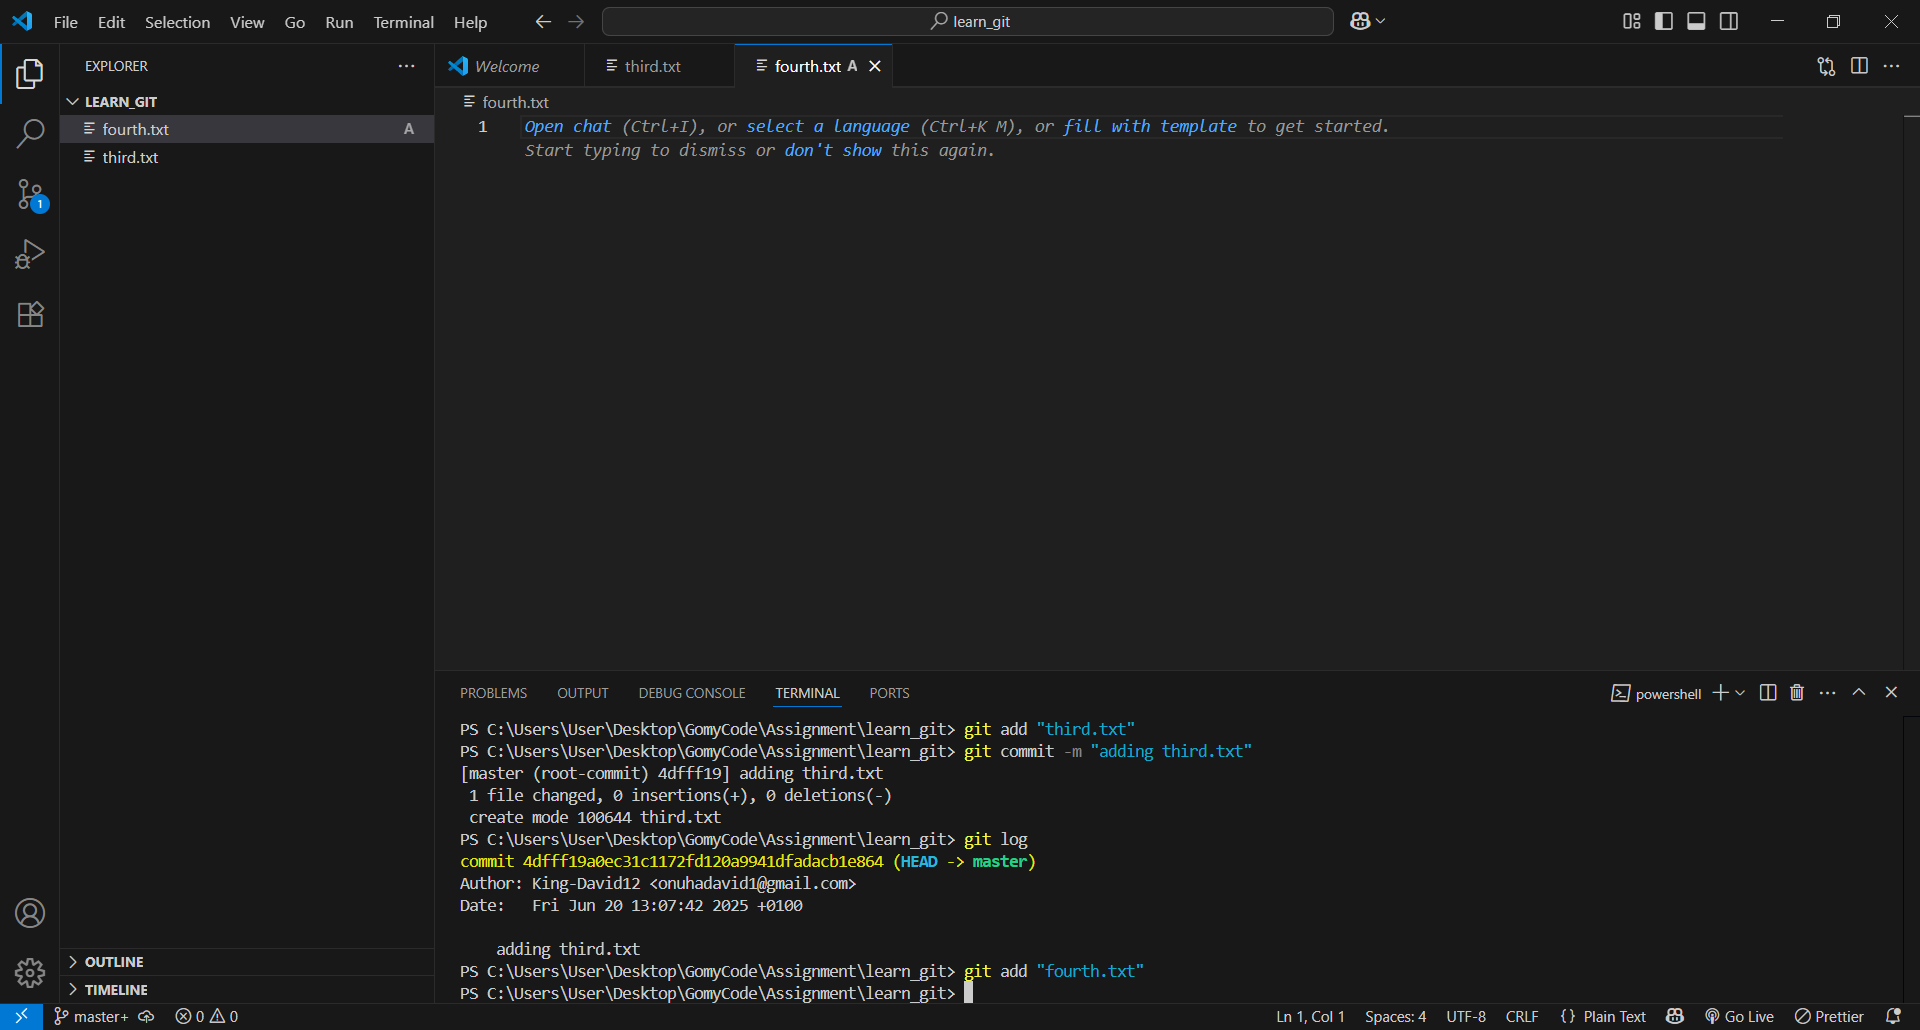 File Edit Selection View Go Run Terminal Help
learn_git
EXPLORER
LEARN_GIT
fourth.txt A
third.txt
1
OUTLINE
TIMELINE
Welcome
third.txt
fourth.txt A
fourth.txt
1 Open chat (Ctrl+I), or select a language (Ctrl+K M), or fill with template to get started.
Start typing to dismiss or don't show this again.
PROBLEMS OUTPUT DEBUG CONSOLE TERMINAL PORTS
powershell
PS C:\Users\User\Desktop\GomyCode\Assignment\learn_git> git add "third.txt"
PS C:\Users\User\Desktop\GomyCode\Assignment\learn_git> git commit -m "adding third.txt"
[master (root-commit) 4dfff19] adding third.txt
1 file changed, 0 insertions(+), 0 deletions(-)
create mode 100644 third.txt
PS C:\Users\User\Desktop\GomyCode\Assignment\learn_git> git log
commit 4dfff19a0ec31c1172fd120a9941dfadacb1e864 (HEAD -> master)
Author: King-David12 <onuhadavid1@gmail.com>
Date:   Fri Jun 20 13:07:42 2025 +0100
adding third.txt
PS C:\Users\User\Desktop\GomyCode\Assignment\learn_git> git add "fourth.txt"
PS C:\Users\User\Desktop\GomyCode\Assignment\learn_git>
master+ 0 0 Ln 1, Col 1 Spaces: 4 UTF-8 CRLF {} Plain Text Go Live Prettier